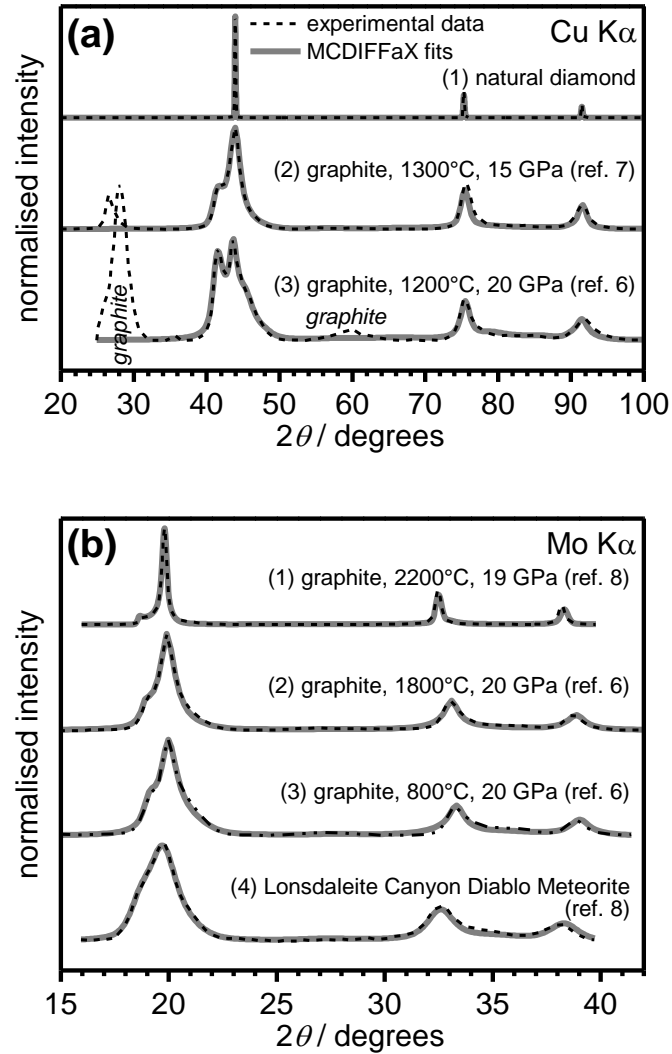 (a)
experimental data
MCDIFFaX fits
Cu Kα
(1) natural diamond
(2) graphite, 1300°C, 15 GPa (ref. 7)
(3) graphite, 1200°C, 20 GPa (ref. 6)
graphite
graphite
normalised intensity
20 30 40 50 60 70 80 90 100
2θ / degrees
(b)
Mo Kα
(1) graphite, 2200°C, 19 GPa (ref. 8)
(2) graphite, 1800°C, 20 GPa (ref. 6)
(3) graphite, 800°C, 20 GPa (ref. 6)
(4) Lonsdaleite Canyon Diablo Meteorite
(ref. 8)
normalised intensity
15 20 25 30 35 40
2θ / degrees